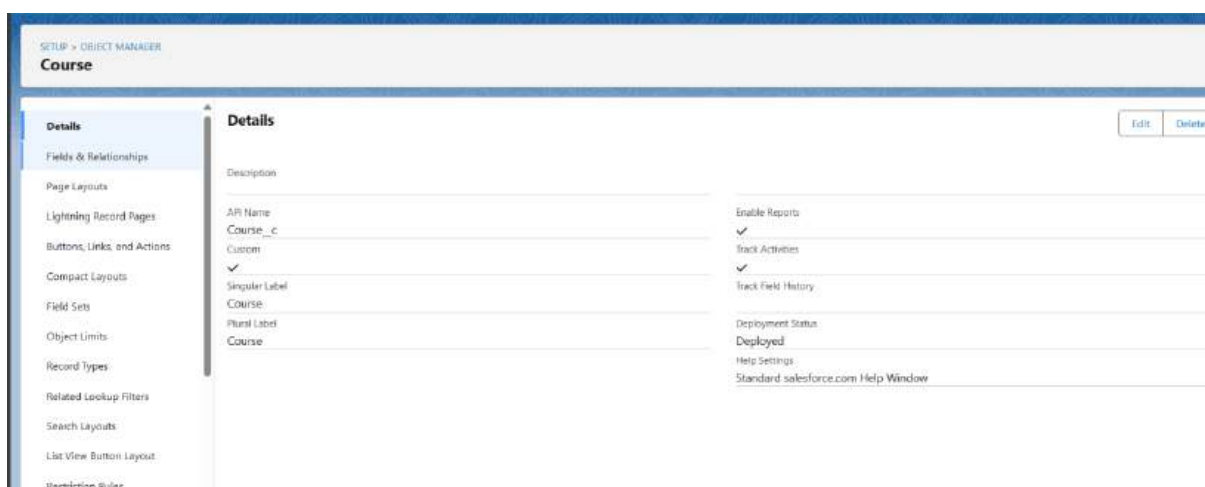 SETUP > OBJECT MANAGER
Course
Details
Fields & Relationships
Page Layouts
Lightning Record Pages
Buttons, Links, and Actions
Compact Layouts
Field Sets
Object Limits
Record Types
Related Lookup Filters
Search Layouts
List View Button Layout
Restriction Rules
Details
Edit
Delete
Description
API Name
Course__c
Custom
Singular Label
Course
Plural Label
Course
Enable Reports
Track Activities
Track Field History
Deployment Status
Deployed
Help Settings
Standard salesforce.com Help Window